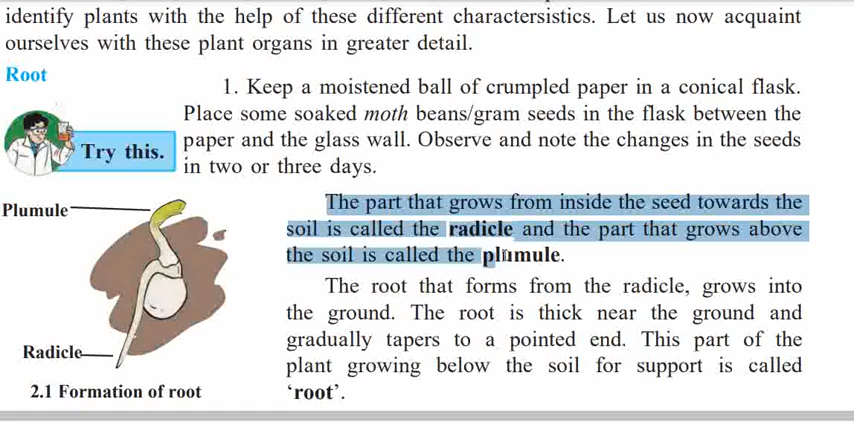 identify plants with the help of these different charactersistics. Let us now acquaint
ourselves with these plant organs in greater detail.
Root
1. Keep a moistened ball of crumpled paper in a conical flask.
Place some soaked moth beans/gram seeds in the flask between the
Try this.
paper and the glass wall. Observe and note the changes in the seeds
in two or three days.
Plumule
The part that grows from inside the seed towards the
soil is called the radicle and the part that grows above
the soil is called the plumule.
The root that forms from the radicle, grows into
the ground. The root is thick near the ground and
gradually tapers to a pointed end. This part of the
plant growing below the soil for support is called
‘root’.
Radicle
2.1 Formation of root